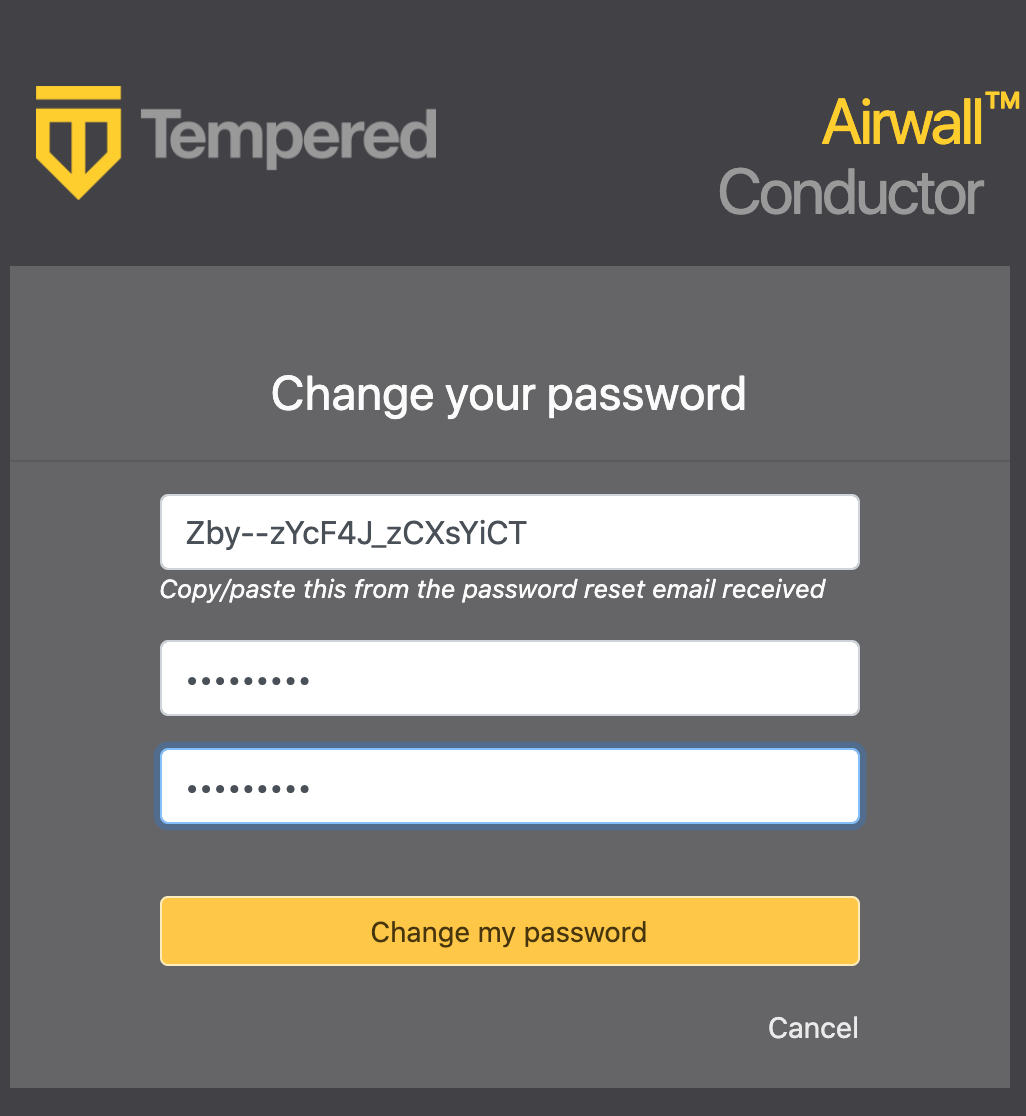 Tempered
Airwall™
Conductor
Change your password
Zby--zYcF4J_zCXsYiCT
Copy/paste this from the password reset email received
•••••••••
•••••••••
Change my password
Cancel